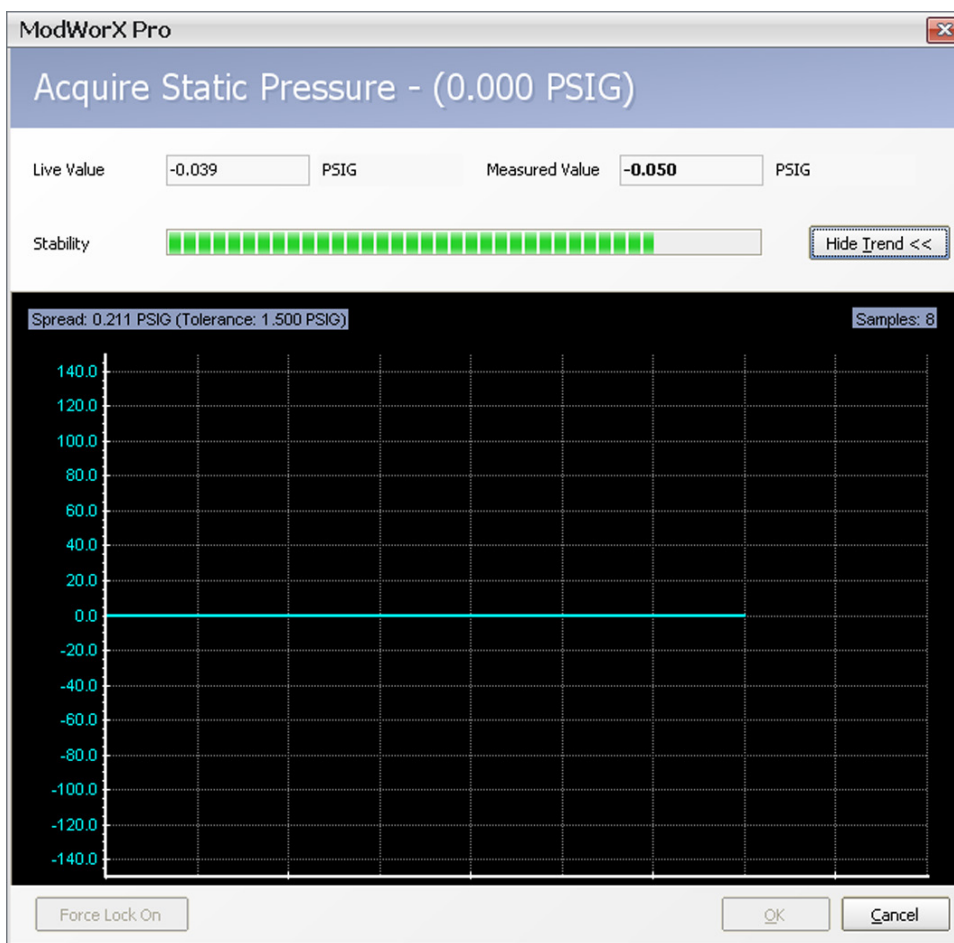 ModWorX Pro
Acquire Static Pressure - (0.000 PSIG)
Live Value -0.039 PSIG Measured Value -0.050 PSIG
Stability Hide Trend <<
Spread: 0.211 PSIG (Tolerance: 1.500 PSIG) Samples: 8
140.0
120.0
100.0
80.0
60.0
40.0
20.0
0.0
-20.0
-40.0
-60.0
-80.0
-100.0
-120.0
-140.0
Force Lock On OK Cancel